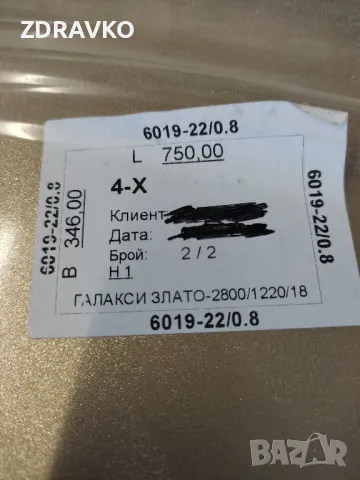 ZDRAVKO
6019-22/0.8
L 750,00
6019-22/0.8
B 346,00
4-X
Клиент
Дата:
Брой: 2 / 2
H 1
6019-22/0.8
ГАЛАКСИ ЗЛАТО-2800/1220/18
6019-22/0.8
BAZAR